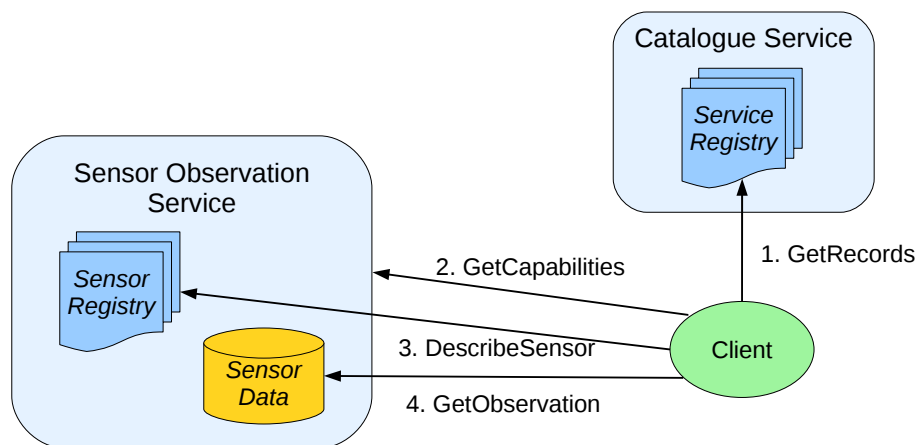 Catalogue Service
Service
Registry
Sensor Observation
Service
Sensor
Registry
2. GetCapabilities
1. GetRecords
3. DescribeSensor
Client
Sensor
Data
4. GetObservation